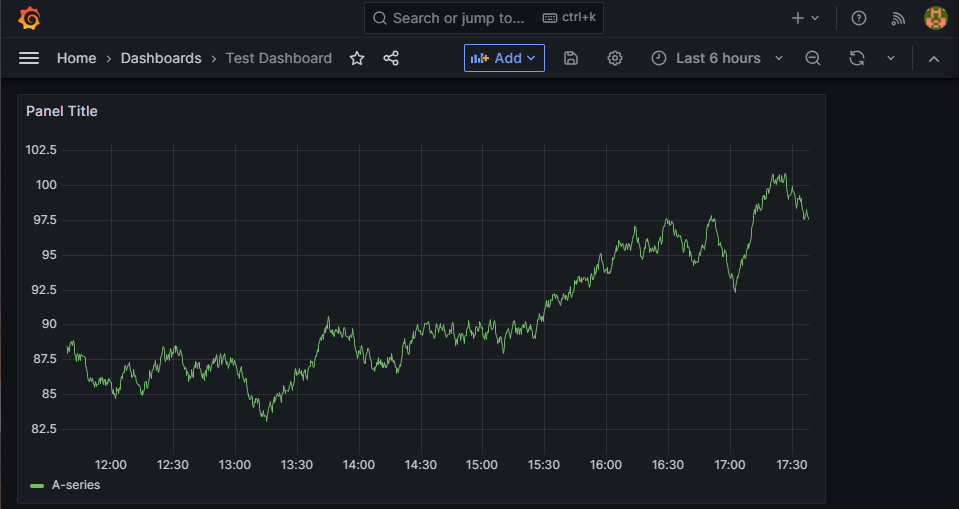 Search or jump to... ctrl+k
Home > Dashboards > Test Dashboard Add Last 6 hours
Panel Title
102.5
100
97.5
95
92.5
90
87.5
85
82.5
12:00 12:30 13:00 13:30 14:00 14:30 15:00 15:30 16:00 16:30 17:00 17:30
A-series